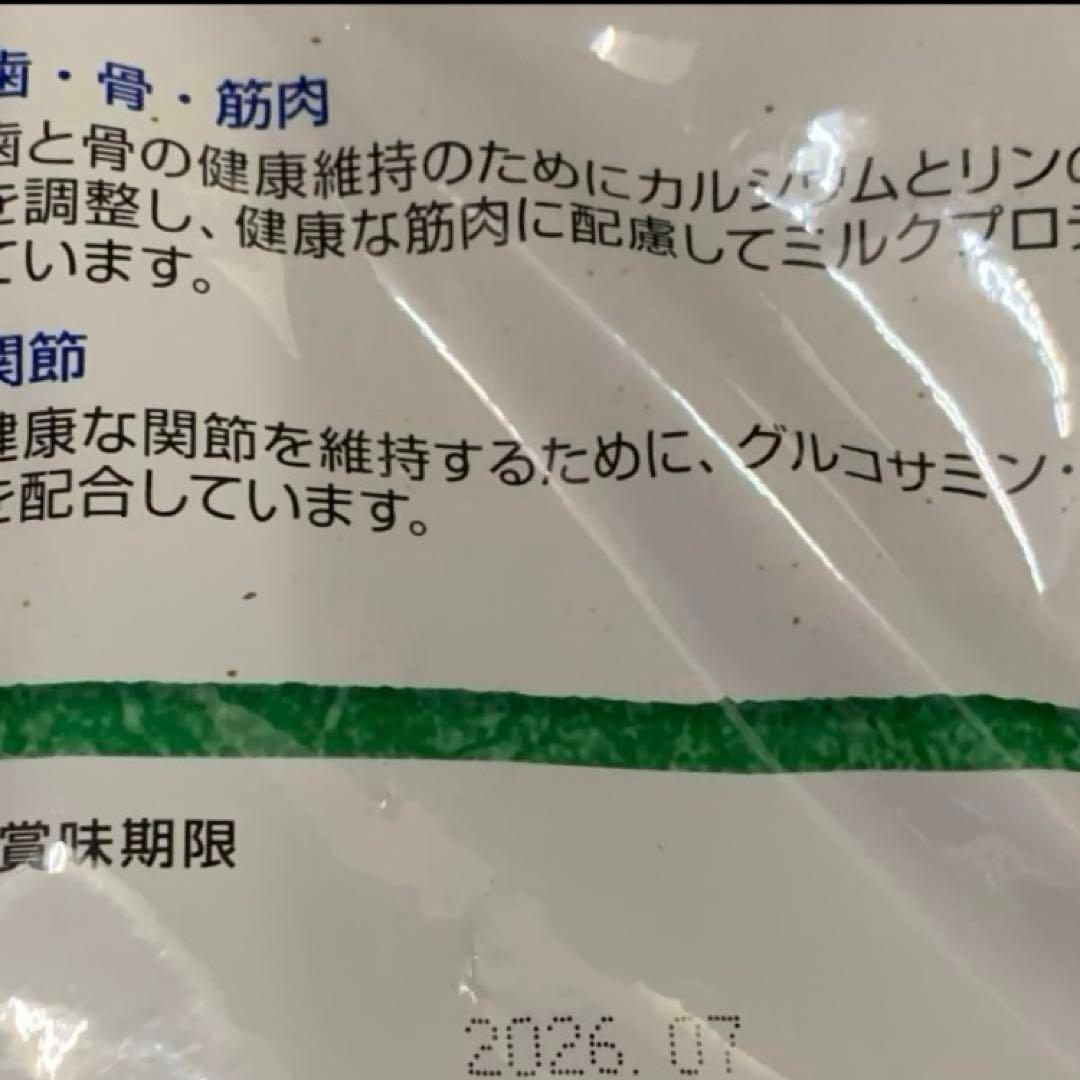 歯・骨・筋肉
歯と骨の健康維持のためにカルシウムとリンの
を調整し、健康な筋肉に配慮してミルクプロテ
ています。
関節
健康な関節を維持するために、グルコサミン・
を配合しています。
賞味期限
2026.07